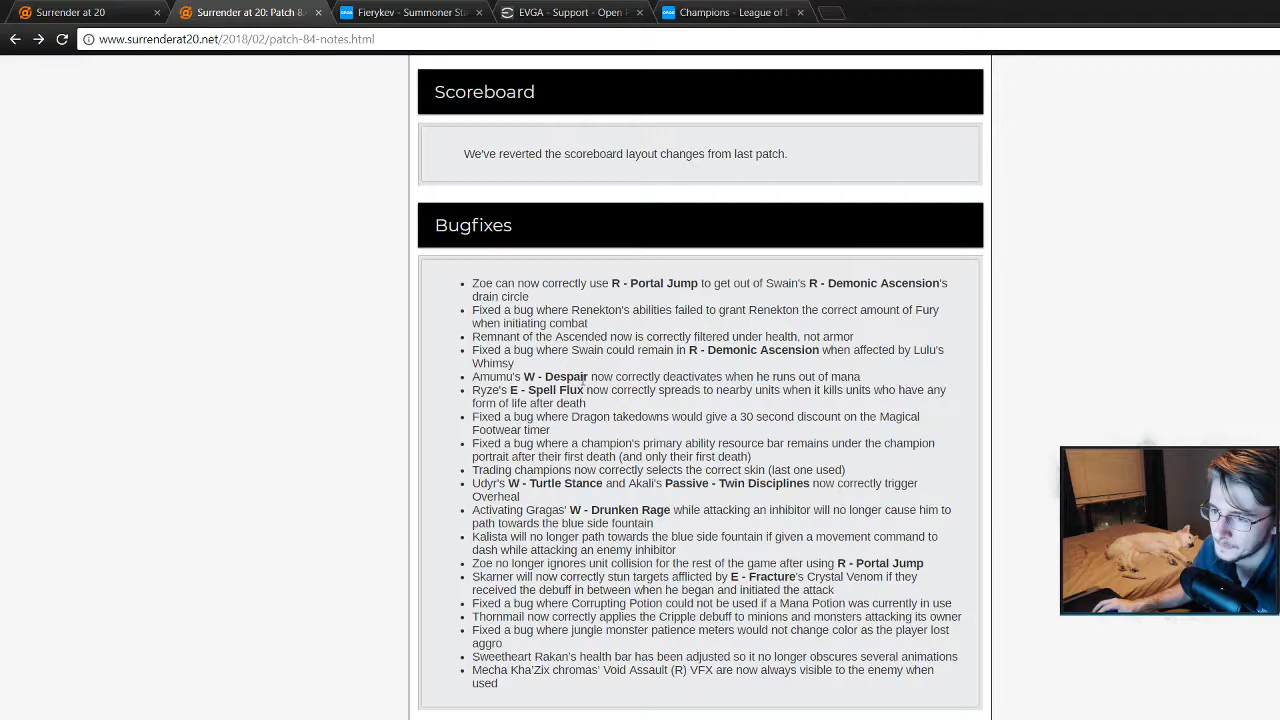 Surrender at 20
Surrender at 20: Patch 8.
Fierykev - Summoner Sta
EVGA - Support - Open
Champions - League of L
www.surrenderat20.net/2018/02/patch-84-notes.html
Scoreboard
We've reverted the scoreboard layout changes from last patch.
Bugfixes
• Zoe can now correctly use R - Portal Jump to get out of Swain's R - Demonic Ascension's
drain circle
• Fixed a bug where Renekton's abilities failed to grant Renekton the correct amount of Fury
when initiating combat
• Remnant of the Ascended now is correctly filtered under health, not armor
• Fixed a bug where Swain could remain in R - Demonic Ascension when affected by Lulu's
Whimsy
• Amumu's W - Despair now correctly deactivates when he runs out of mana
• Ryze's E - Spell Flux now correctly spreads to nearby units when it kills units who have any
form of life after death
• Fixed a bug where Dragon takedowns would give a 30 second discount on the Magical
Footwear timer
• Fixed a bug where a champion's primary ability resource bar remains under the champion
portrait after their first death (and only their first death)
• Trading champions now correctly selects the correct skin (last one used)
• Udyr's W - Turtle Stance and Akali's Passive - Twin Disciplines now correctly trigger
Overheal
• Activating Gragas' W - Drunken Rage while attacking an inhibitor will no longer cause him to
path towards the blue side fountain
• Kalista will no longer path towards the blue side fountain if given a movement command to
dash while attacking an enemy inhibitor
• Zoe no longer ignores unit collision for the rest of the game after using R - Portal Jump
• Skarner will now correctly stun targets afflicted by E - Fracture's Crystal Venom if they
received the debuff in between when he began and initiated the attack
• Fixed a bug where Corrupting Potion could not be used if a Mana Potion was currently in use
• Thornmail now correctly applies the Cripple debuff to minions and monsters attacking its owner
• Fixed a bug where jungle monster patience meters would not change color as the player lost
aggro
• Sweetheart Rakan's health bar has been adjusted so it no longer obscures several animations
• Mecha Kha'Zix chromas' Void Assault (R) VFX are now always visible to the enemy when
used